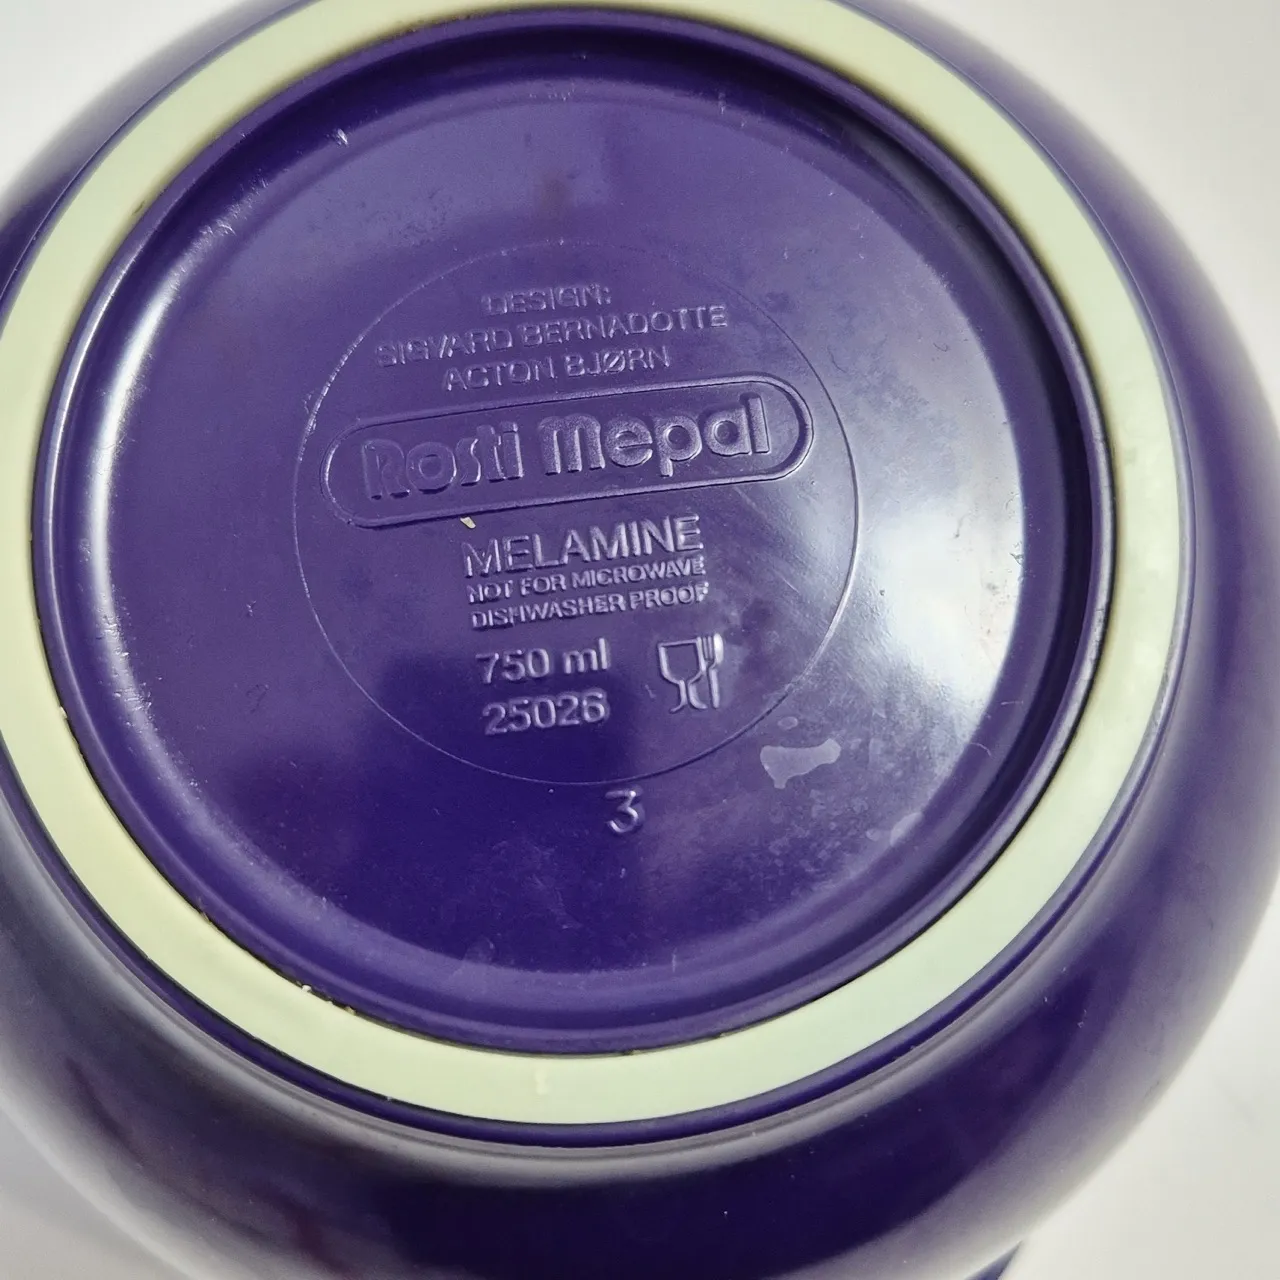 DESIGN:
SIGVARD BERNADOTTE
ACTON BJØRN
Rosti Mepal
MELAMINE
NOT FOR MICROWAVE
DISHWASHER PROOF
750 ml
25026
3